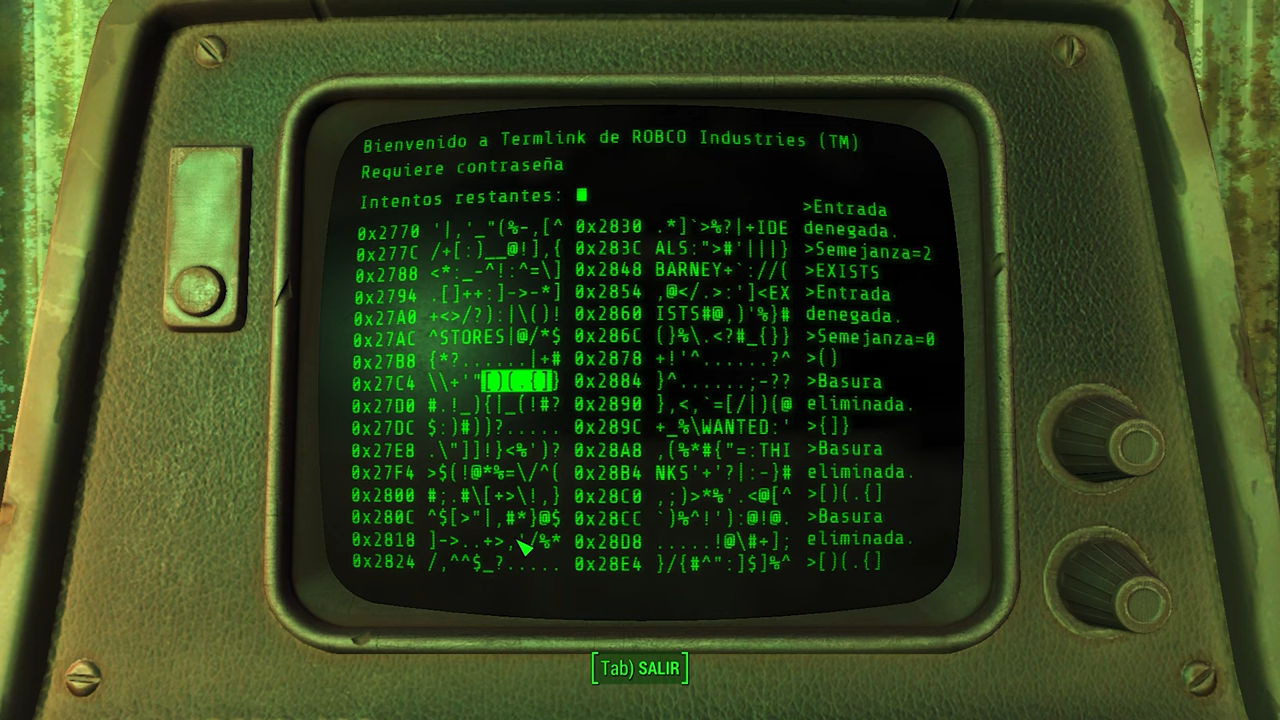 Bienvenido a Termlink de ROBCO Industries (TM)
Requiere contraseña
Intentos restantes: ■
0x2770 '|,'_"(%-,[^
0x277C /+[:)__@!],{
0x2788 <*:_-^!:^=\]
0x2794 .[]++:]->-*]
0x27A0 +<>/?):|\()!
0x27AC ^STORES|@/*$
0x27B8 {*?......|+#
0x27C4 \\+'"[)(.{]}
0x27D0 #.!_){|_(!#?
0x27DC $:)#))?.....
0x27E8 .\"]]!}<%')?
0x27F4 >$(!@*%=\/^(
0x2800 #;.#\[+>\!,}
0x280C ^$[>"|,#*}@$
0x2818 ]->..+>,'/%*
0x2824 /,^^$_?.....
0x2830 .*]`>%?|+IDE
0x283C ALS:">#'|||}
0x2848 BARNEY+`://(
0x2854 ,@</.>:']<EX
0x2860 ISTS#@,)'%}#
0x286C (}%\.<?#_{}}
0x2878 +!'^......?^
0x2884 }^......;-??
0x2890 },<,`=[/|)(@
0x289C +_%\WANTED:'
0x28A8 ,(%*#{"=:THI
0x28B4 NKS'+'?|:-}#
0x28C0 ,;)>*%'.<@[^
0x28CC `)%^!'):@!@.
0x28D8 .....!@\#+];
0x28E4 }/{#^":]$]%^
>Entrada
denegada.
>Semejanza=2
>EXISTS
>Entrada
denegada.
>Semejanza=0
>()
>Basura
eliminada.
>{]}
>Basura
eliminada.
>[)(.{]
>Basura
eliminada.
>[)(.{]
[Tab) SALIR]